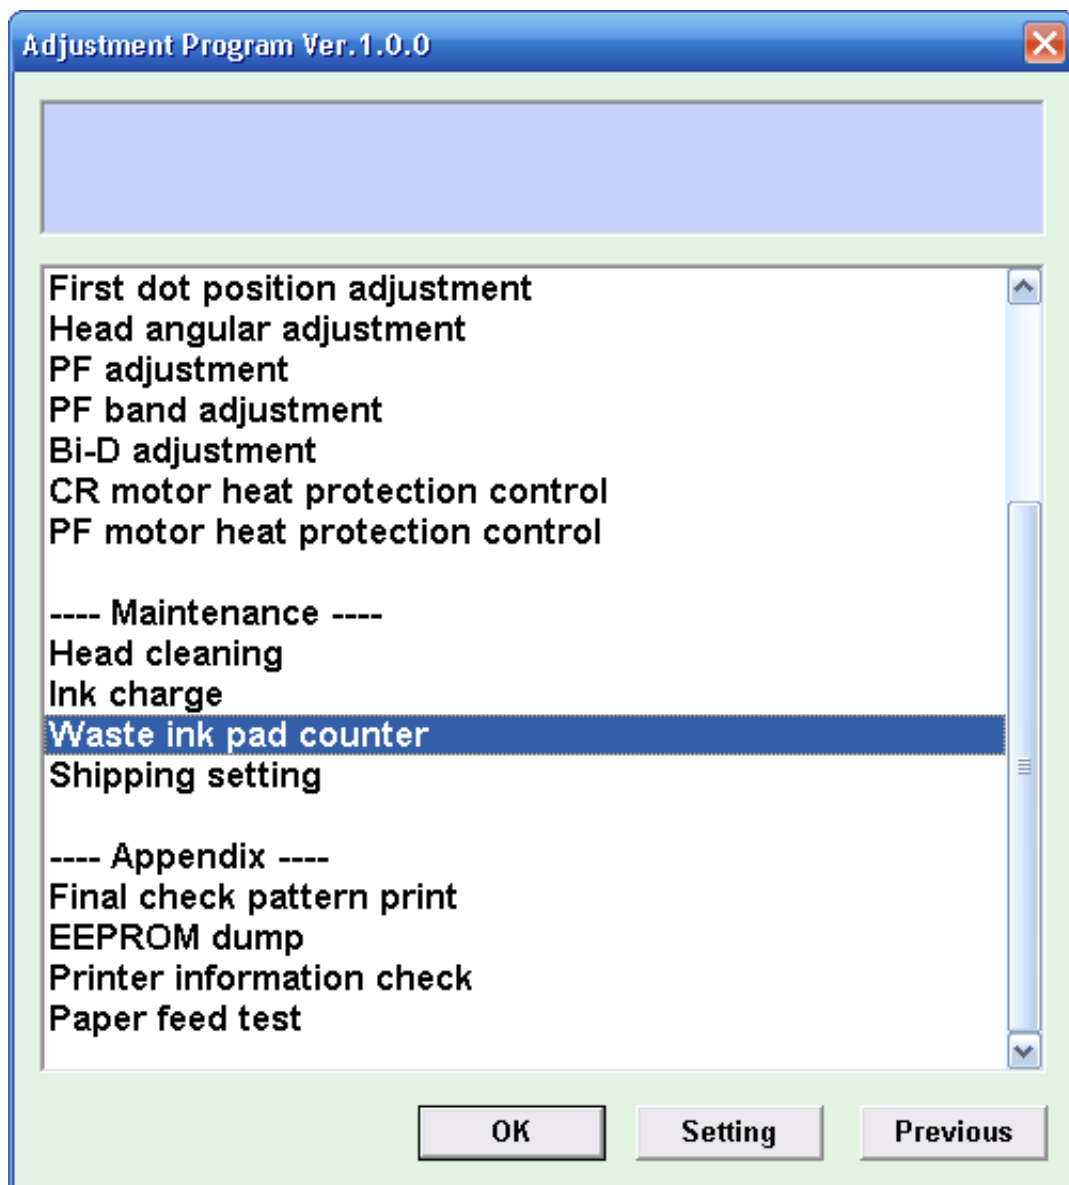 Adjustment Program Ver.1.0.0
First dot position adjustment
Head angular adjustment
PF adjustment
PF band adjustment
Bi-D adjustment
CR motor heat protection control
PF motor heat protection control
---- Maintenance ----
Head cleaning
Ink charge
Waste ink pad counter
Shipping setting
---- Appendix ----
Final check pattern print
EEPROM dump
Printer information check
Paper feed test
OK Setting Previous